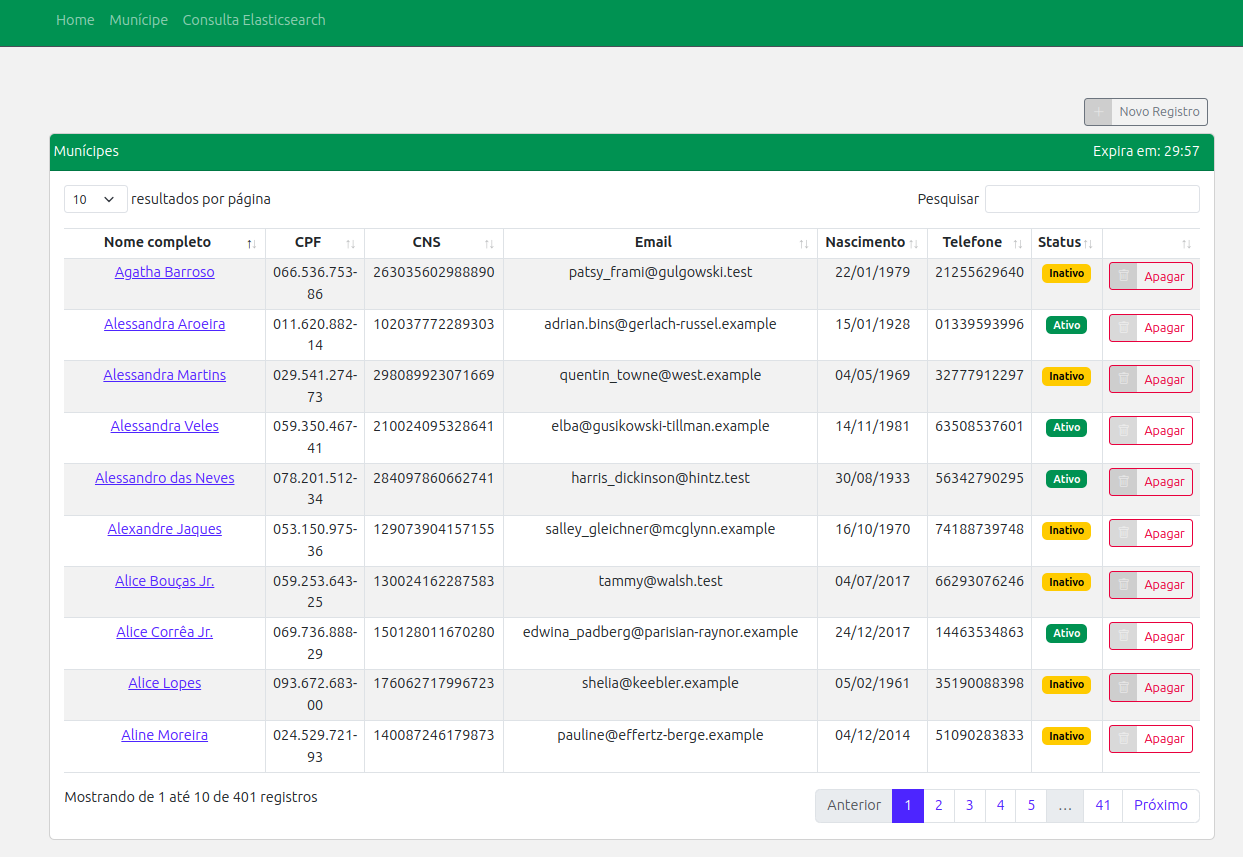 Home Munícipe Consulta Elasticsearch
+ Novo Registro
Munícipes Expira em: 29:57
10 resultados por página Pesquisar
Nome completo CPF CNS Email Nascimento Telefone Status
Agatha Barroso 066.536.753- 263035602988890 patsy_frami@gulgowski.test 22/01/1979 21255629640 Inativo Apagar
86
Alessandra Aroeira 011.620.882- 102037772289303 adrian.bins@gerlach-russel.example 15/01/1928 01339593996 Ativo Apagar
14
Alessandra Martins 029.541.274- 298089923071669 quentin_towne@west.example 04/05/1969 32777912297 Inativo Apagar
73
Alessandra Veles 059.350.467- 210024095328641 elba@gusikowski-tillman.example 14/11/1981 63508537601 Ativo Apagar
41
Alessandro das Neves 078.201.512- 284097860662741 harris_dickinson@hintz.test 30/08/1933 56342790295 Ativo Apagar
34
Alexandre Jaques 053.150.975- 129073904157155 salley_gleichner@mcglynn.example 16/10/1970 74188739748 Inativo Apagar
36
Alice Bouças Jr. 059.253.643- 130024162287583 tammy@walsh.test 04/07/2017 66293076246 Inativo Apagar
25
Alice Corrêa Jr. 069.736.888- 150128011670280 edwina_padberg@parisian-raynor.example 24/12/2017 14463534863 Ativo Apagar
29
Alice Lopes 093.672.683- 176062717996723 shelia@keebler.example 05/02/1961 35190088398 Inativo Apagar
00
Aline Moreira 024.529.721- 140087246179873 pauline@effertz-berge.example 04/12/2014 51090283833 Inativo Apagar
93
Mostrando de 1 até 10 de 401 registros Anterior 1 2 3 4 5 … 41 Próximo